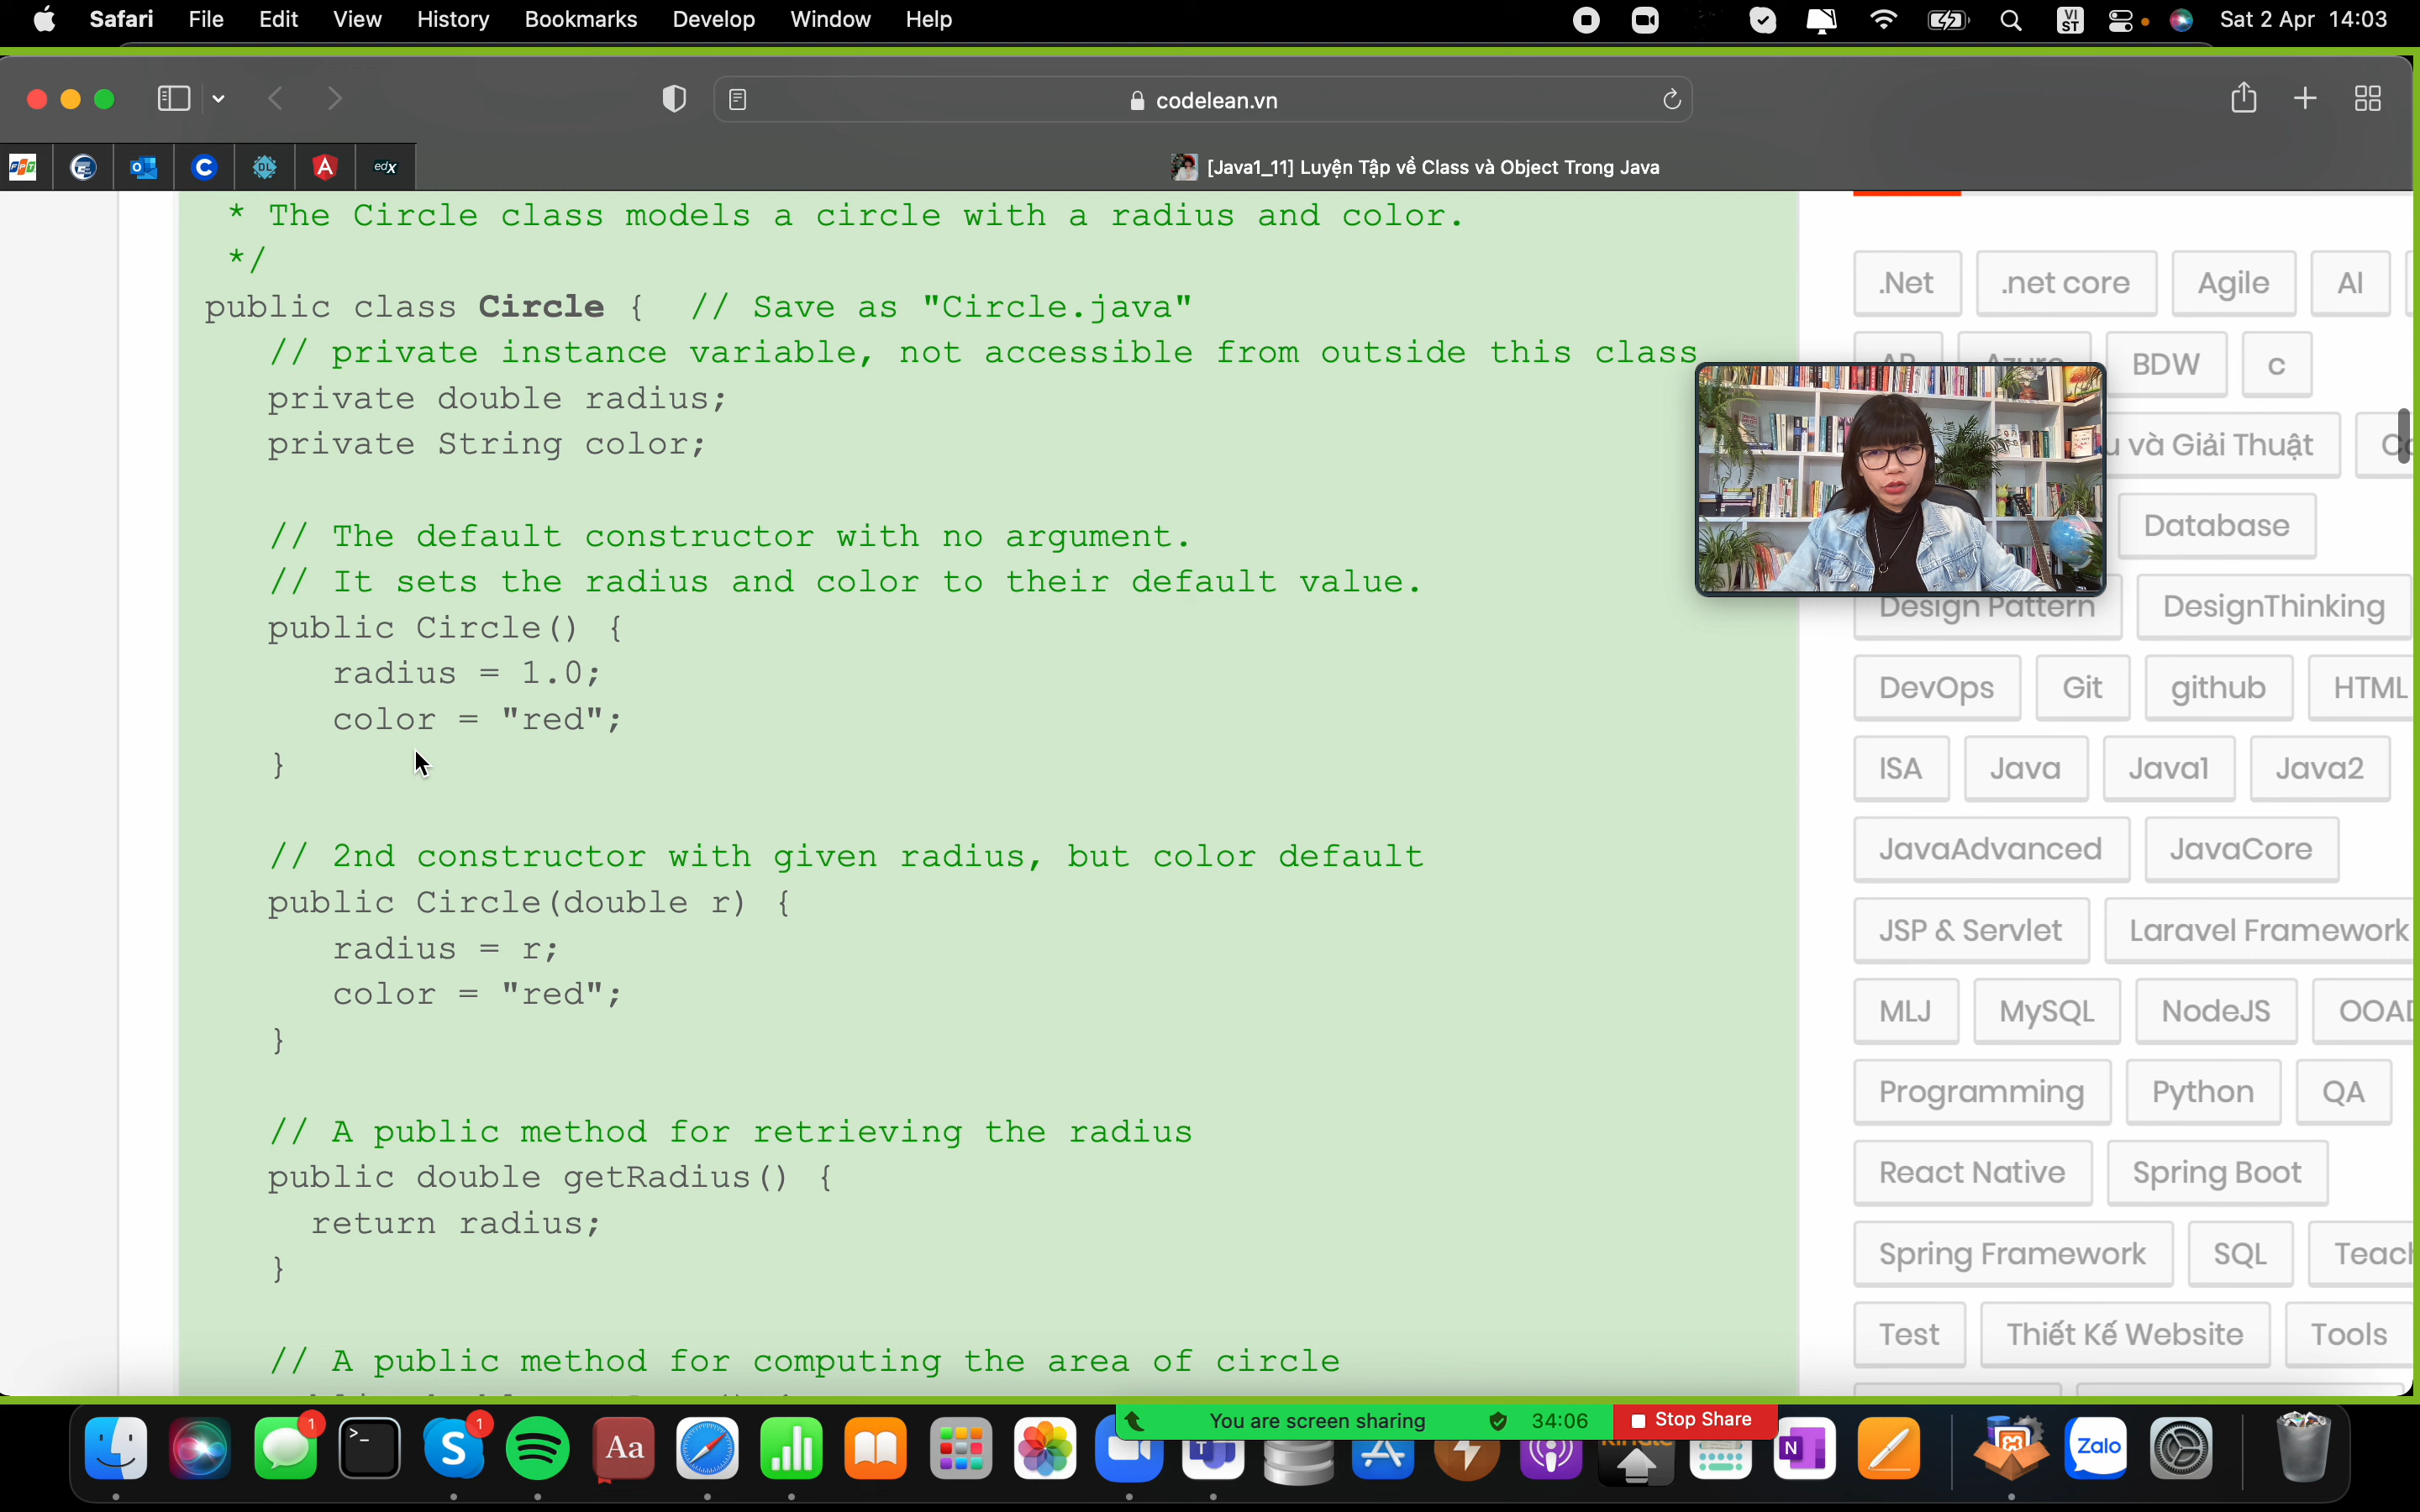 Safari File Edit View History Bookmarks Develop Window Help
VI
ST
Sat 2 Apr 14:03
codelean.vn
FPT
edX
[Java1_11] Luyện Tập về Class và Object Trong Java
* The Circle class models a circle with a radius and color.
*/
public class Circle { // Save as "Circle.java"
// private instance variable, not accessible from outside this class
private double radius;
private String color;
// The default constructor with no argument.
// It sets the radius and color to their default value.
public Circle() {
radius = 1.0;
color = "red";
}
// 2nd constructor with given radius, but color default
public Circle(double r) {
radius = r;
color = "red";
}
// A public method for retrieving the radius
public double getRadius() {
return radius;
}
// A public method for computing the area of circle
.Net .net core Agile AI
Azure BDW c
và Giải Thuật
Database
Design Pattern DesignThinking
DevOps Git github HTML
ISA Java Java1 Java2
JavaAdvanced JavaCore
JSP & Servlet Laravel Framework
MLJ MySQL NodeJS
Programming Python QA
React Native Spring Boot
Spring Framework SQL
Test Thiết Kế Website Tools
You are screen sharing 34:06 Stop Share
1
1
Aa
Zalo